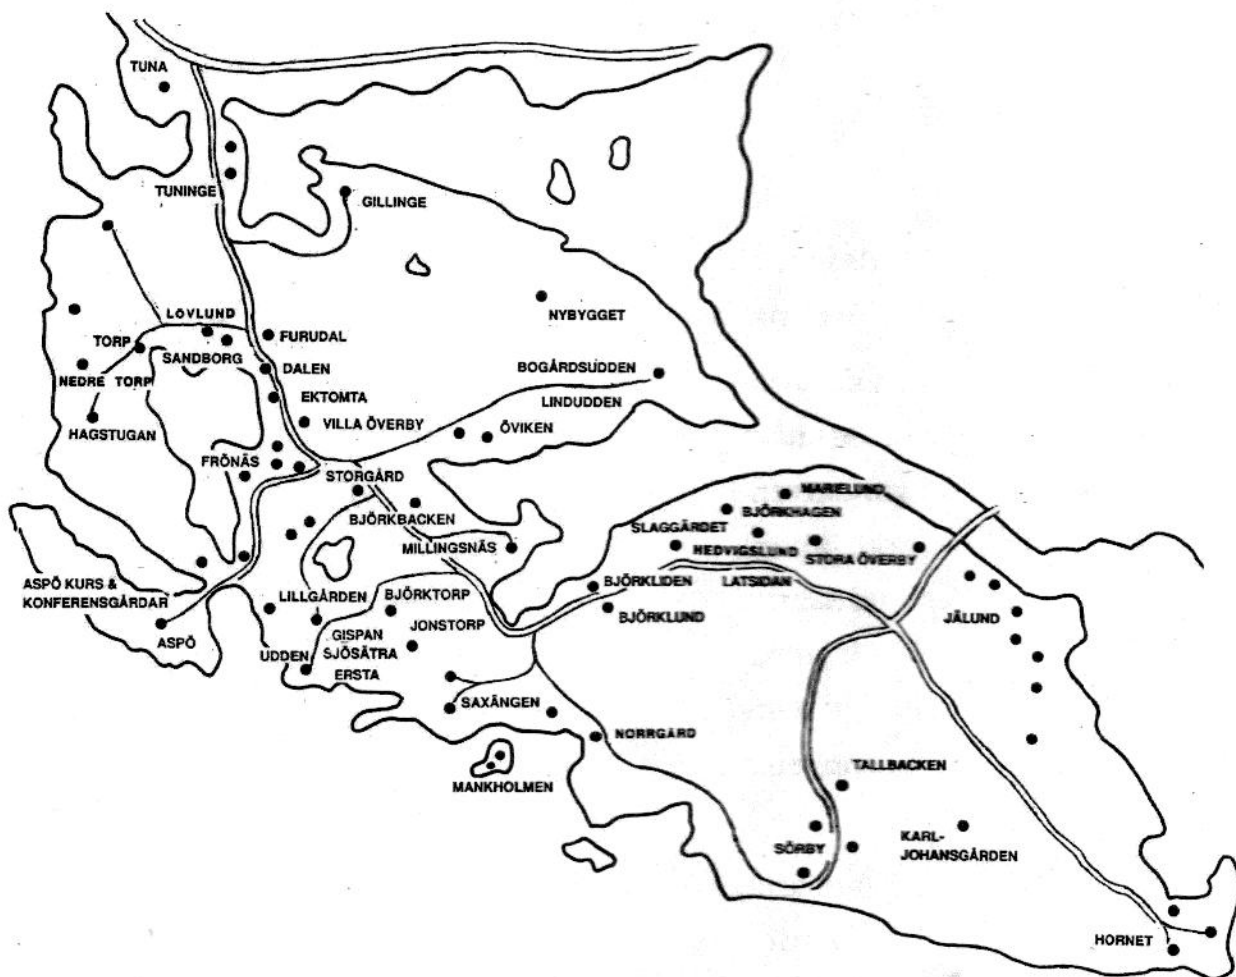 TUNA
TUNINGE
GILLINGE
NYBYGGET
LÖVLUND
FURUDAL
TORP
SANDBORG
DALEN
NEDRE TORP
EKTOMTA
HAGSTUGAN
VILLA ÖVERBY
BOGÅRDSUDDEN
LINDUDDEN
ÖVIKEN
FRÖNÄS
STORGÅRD
BJÖRKBACKEN
MILLINGSNÄS
MARIELUND
BJÖRKHAGEN
SLAGGÄRDET
HEDVIGSLUND
STORA ÖVERBY
LATSIDAN
BJÖRKLIDEN
BJÖRKLUND
JÄLUND
ASPÖ KURS &
KONFERENSGÅRDAR
ASPÖ
LILLGÅRDEN
BJÖRKTORP
GISPAN
JONSTORP
SJÖSÄTRA
UDDEN
ERSTA
SAXÄNGEN
NORRGÅRD
MANKHOLMEN
TALLBACKEN
SÖRBY
KARL-
JOHANSGÅRDEN
HORNET